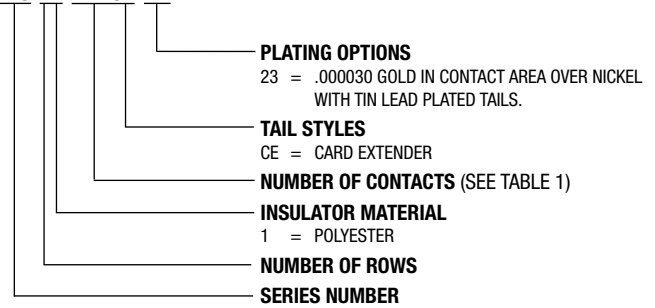 PLATING OPTIONS
23 = .000030 GOLD IN CONTACT AREA OVER NICKEL
WITH TIN LEAD PLATED TAILS.
TAIL STYLES
CE = CARD EXTENDER
NUMBER OF CONTACTS (SEE TABLE 1)
INSULATOR MATERIAL
1 = POLYESTER
NUMBER OF ROWS
SERIES NUMBER